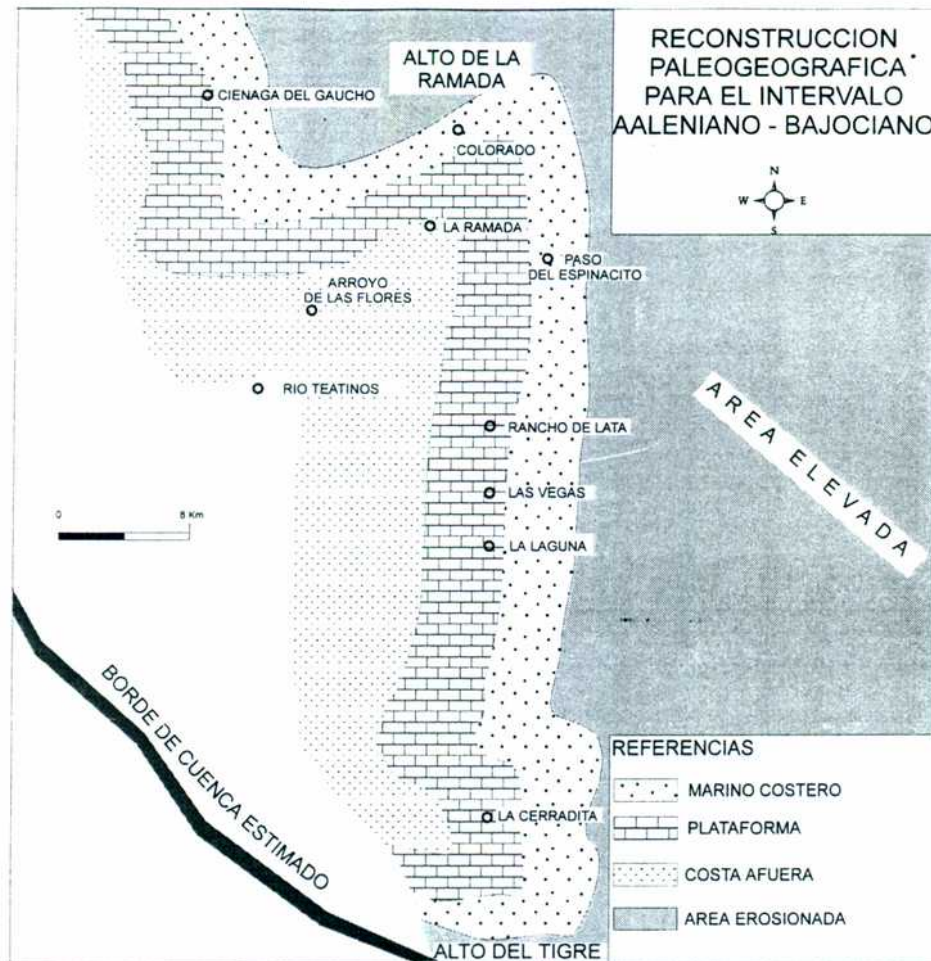 RECONSTRUCCION
PALEOGEOGRAFICA
PARA EL INTERVALO
AALENIANO - BAJOCIANO
N
W E
S
ALTO DE LA
RAMADA
CIENAGA DEL GAUCHO
COLORADO
LA RAMADA
PASO
DEL ESPINACITO
ARROYO
DE LAS FLORES
RIO TEATINOS
RANCHO DE LATA
LAS VEGAS
LA LAGUNA
AREA ELEVADA
0 8 Km
BORDE DE CUENCA ESTIMADO
LA CERRADITA
ALTO DEL TIGRE
REFERENCIAS
MARINO COSTERO
PLATAFORMA
COSTA AFUERA
AREA EROSIONADA